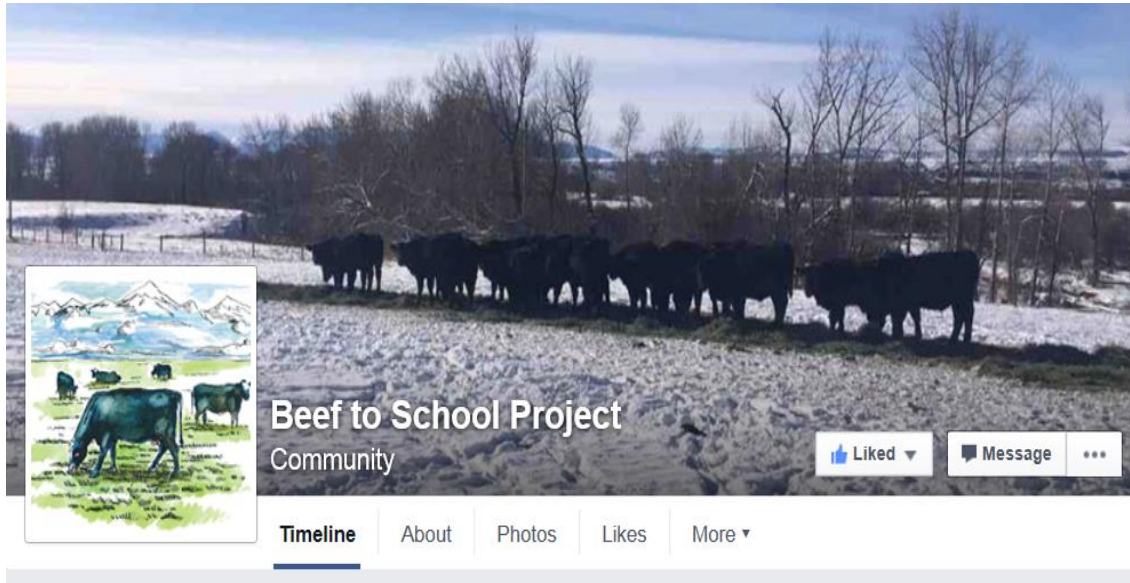 Beef to School Project
Community
Liked
Message
Timeline About Photos Likes More